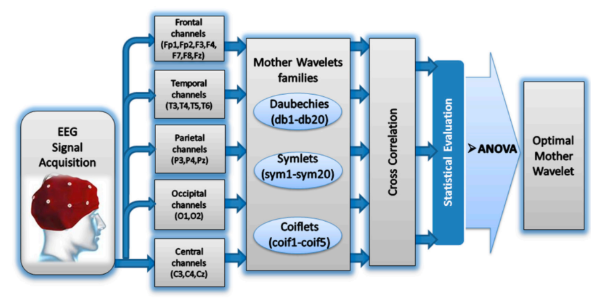 EEG
Signal
Acquisition
Frontal
channels
(Fp1,Fp2,F3,F4,
F7,F8,Fz)
Temporal
channels
(T3,T4,T5,T6)
Parietal
channels
(P3,P4,Pz)
Occipital
channels
(O1,O2)
Central
channels
(C3,C4,Cz)
Mother Wavelets
families
Daubechies
(db1-db20)
Symlets
(sym1-sym20)
Coiflets
(coif1-coif5)
Cross Correlation
Statistical Evaluation
➢ ANOVA
Optimal
Mother
Wavelet